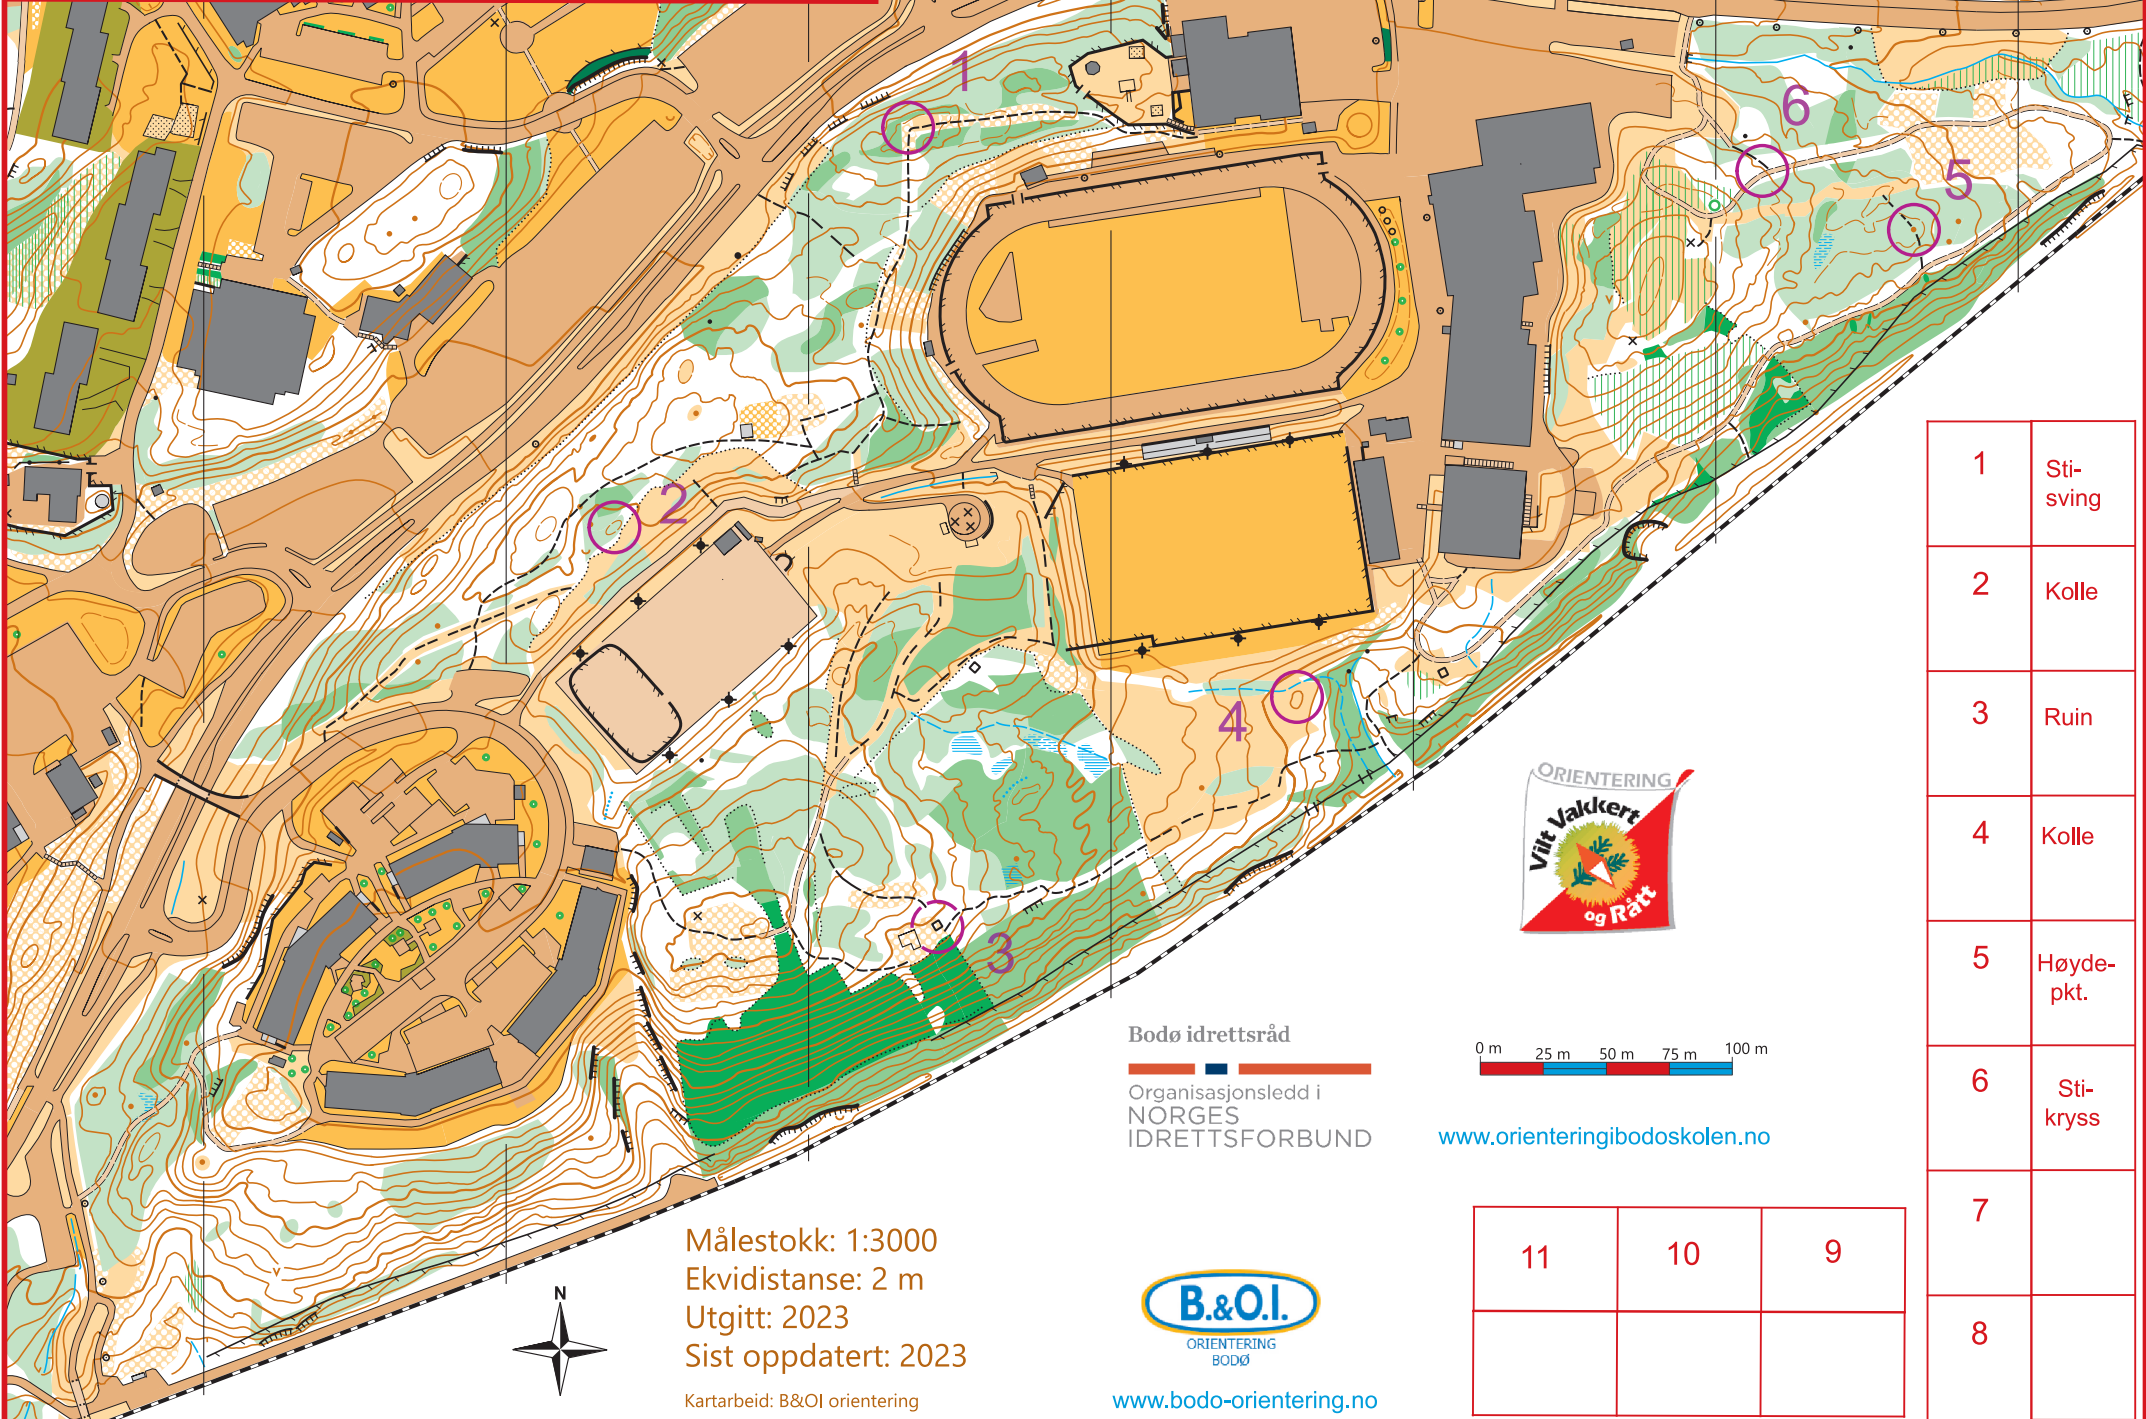 1
6
5
2
4
3
1 Sti-
sving
2 Kolle
3 Ruin
4 Kolle
5 Høyde-
pkt.
6 Sti-
kryss
7
8
ORIENTERING
Vilt Vakkert
og Rått
Bodø idrettsråd
Organisasjonsledd i
NORGES
IDRETTSFORBUND
0 m 25 m 50 m 75 m 100 m
www.orienteringibodoskolen.no
11 10 9
N
Målestokk: 1:3000
Ekvidistanse: 2 m
Utgitt: 2023
Sist oppdatert: 2023
Kartarbeid: B&OI orientering
B.&O.I.
ORIENTERING
BODØ
www.bodo-orientering.no